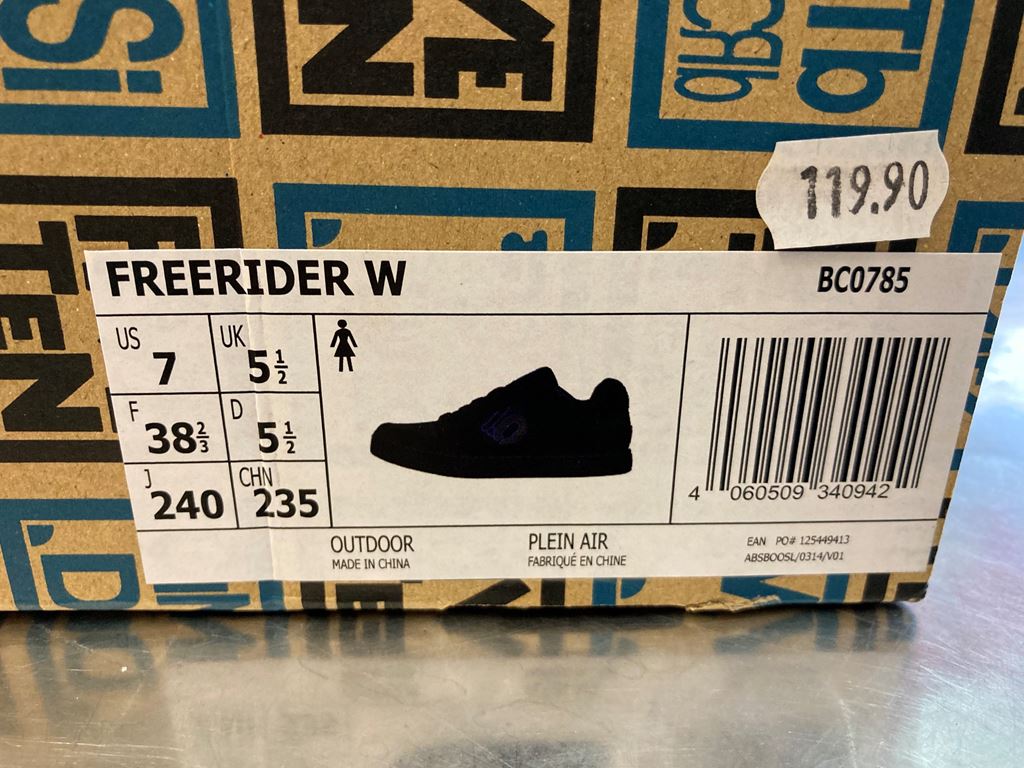 119.90
FREERIDER W
BC0785
US 7
UK 5 1/2
F 38 2/3
D 5 1/2
J 240
CHN 235
4 060509 340942
OUTDOOR
MADE IN CHINA
PLEIN AIR
FABRIQUÉ EN CHINE
EAN PO# 125449413
ABSBOOSL/0314/V01